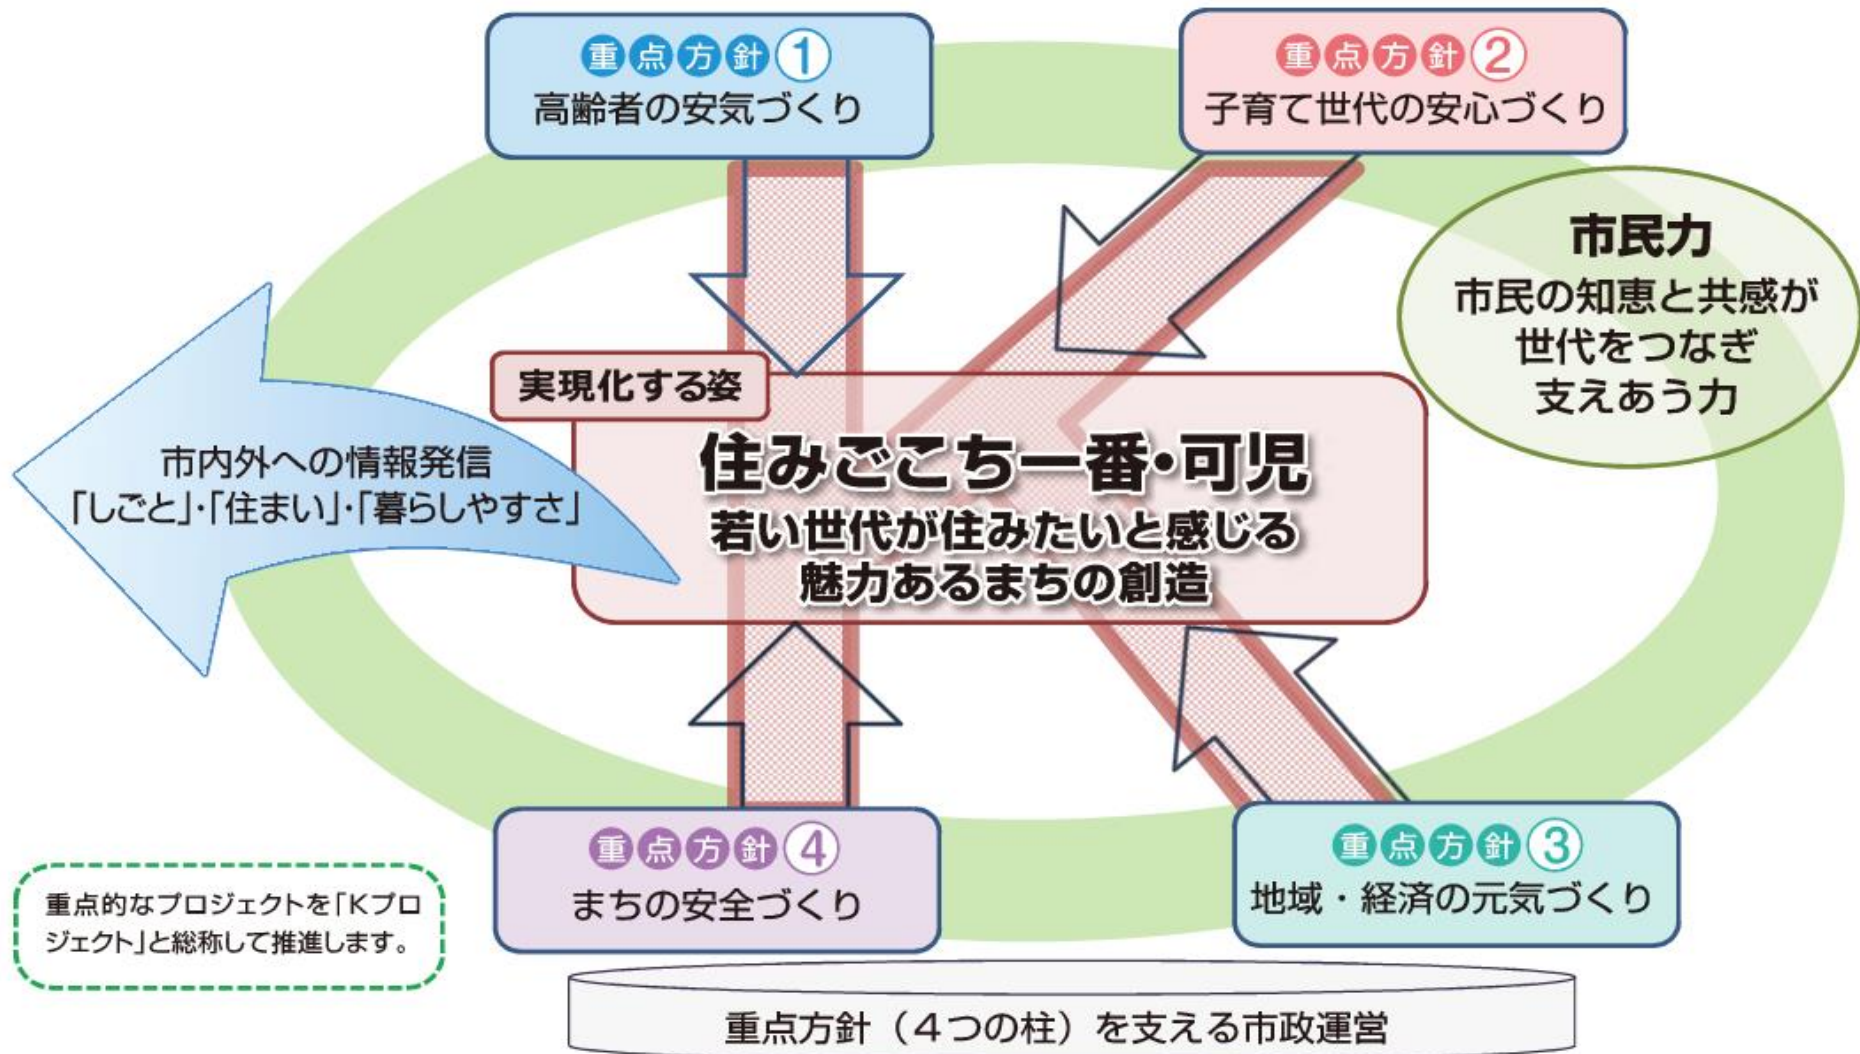 重点方針①
高齢者の安気づくり
重点方針②
子育て世代の安心づくり
市民力
市民の知恵と共感が
世代をつなぎ
支えあう力
実現化する姿
住みごこち一番・可児
若い世代が住みたいと感じる
魅力あるまちの創造
市内外への情報発信
「しごと」・「住まい」・「暮らしやすさ」
重点方針④
まちの安全づくり
重点方針③
地域・経済の元気づくり
重点的なプロジェクトを「Kプロ
ジェクト」と総称して推進します。
重点方針（４つの柱）を支える市政運営